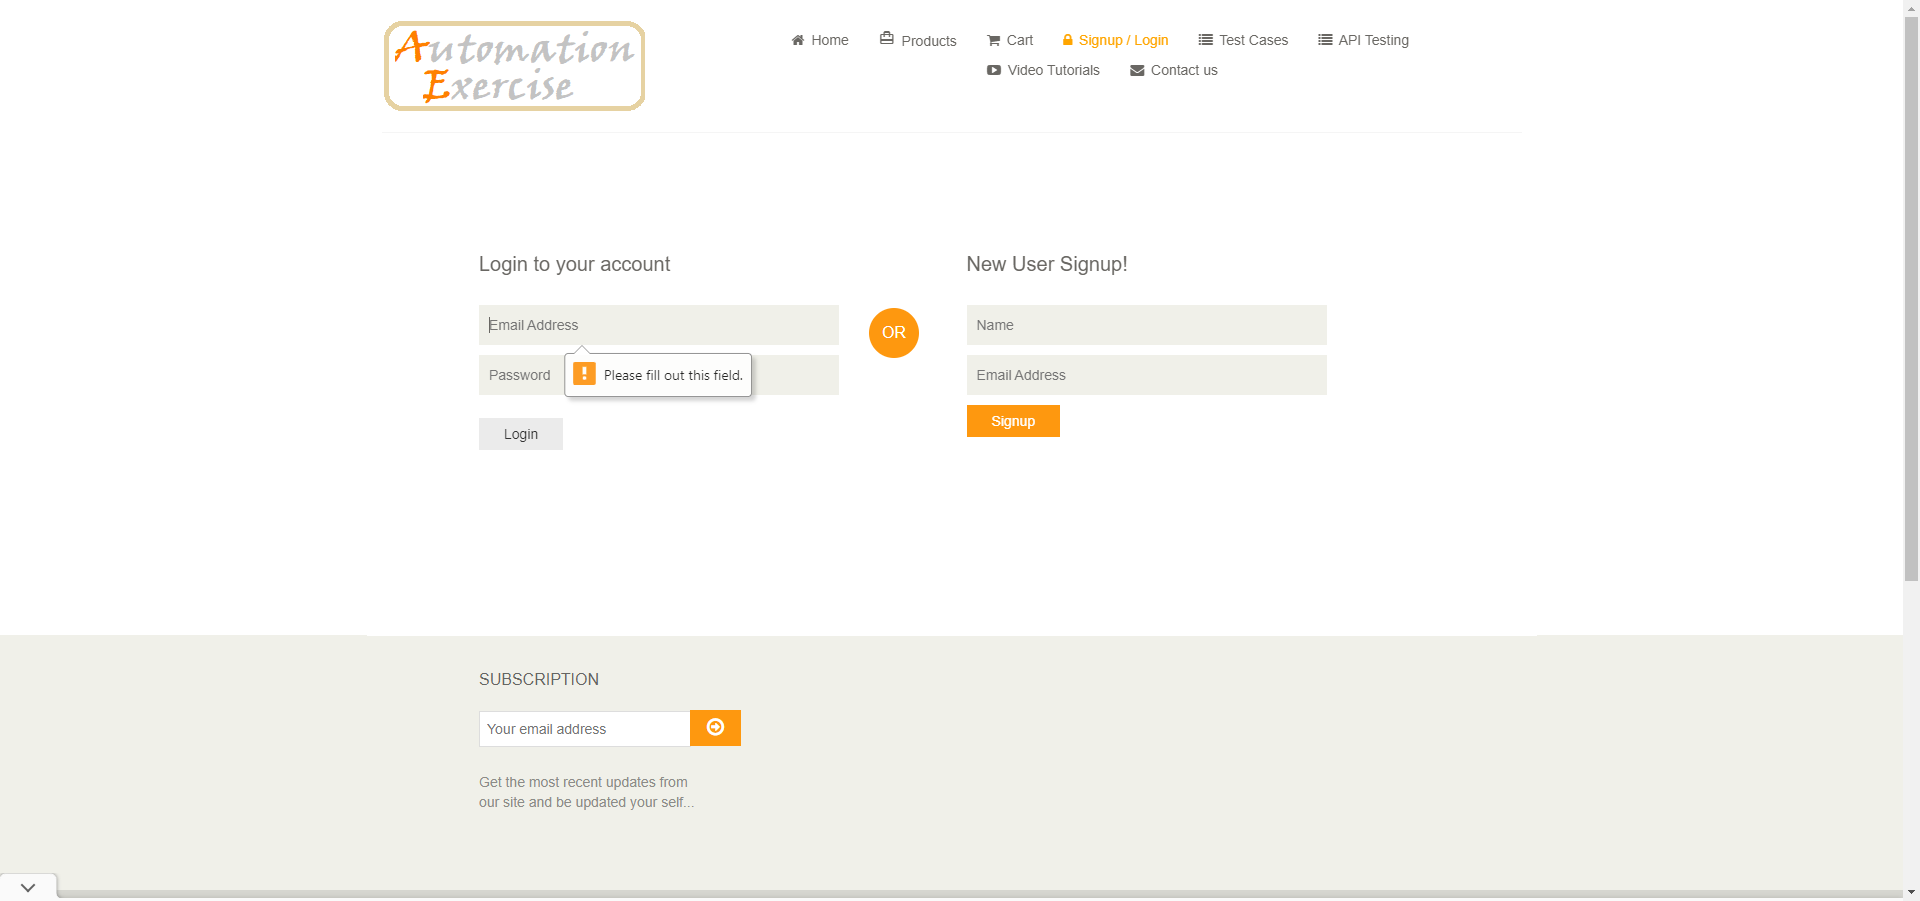 Automation
Exercise
Home
Products
Cart
Signup / Login
Test Cases
API Testing
Video Tutorials
Contact us
Login to your account
New User Signup!
Email Address
Password
Please fill out this field.
Login
OR
Name
Email Address
Signup
SUBSCRIPTION
Your email address
Get the most recent updates from
our site and be updated your self...